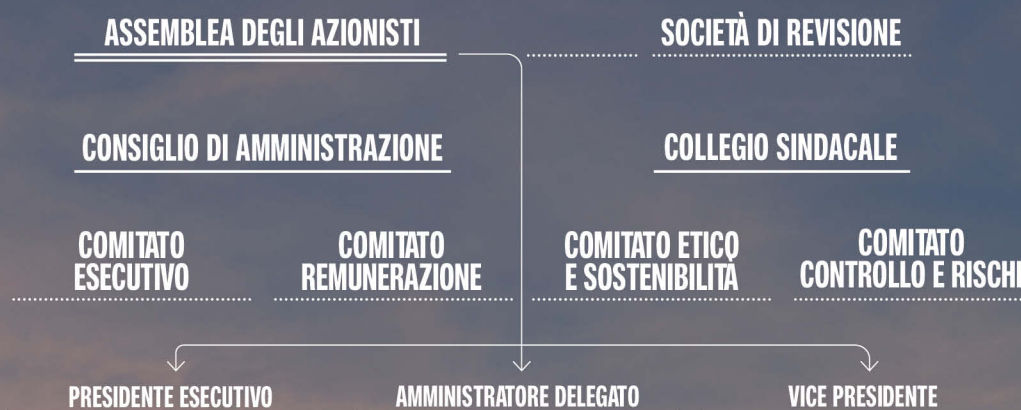 ASSEMBLEA DEGLI AZIONISTI
SOCIETÀ DI REVISIONE
CONSIGLIO DI AMMINISTRAZIONE
COLLEGIO SINDACALE
COMITATO
ESECUTIVO
COMITATO
REMUNERAZIONE
COMITATO ETICO
E SOSTENIBILITÀ
COMITATO
CONTROLLO E RISCHI
PRESIDENTE ESECUTIVO
AMMINISTRATORE DELEGATO
VICE PRESIDENTE